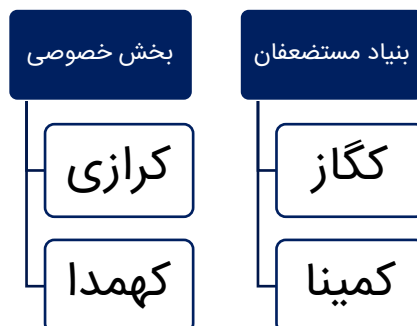 بنیاد مستضعفان
کگاز
کمینا
بخش خصوصی
کرازی
کهمدا